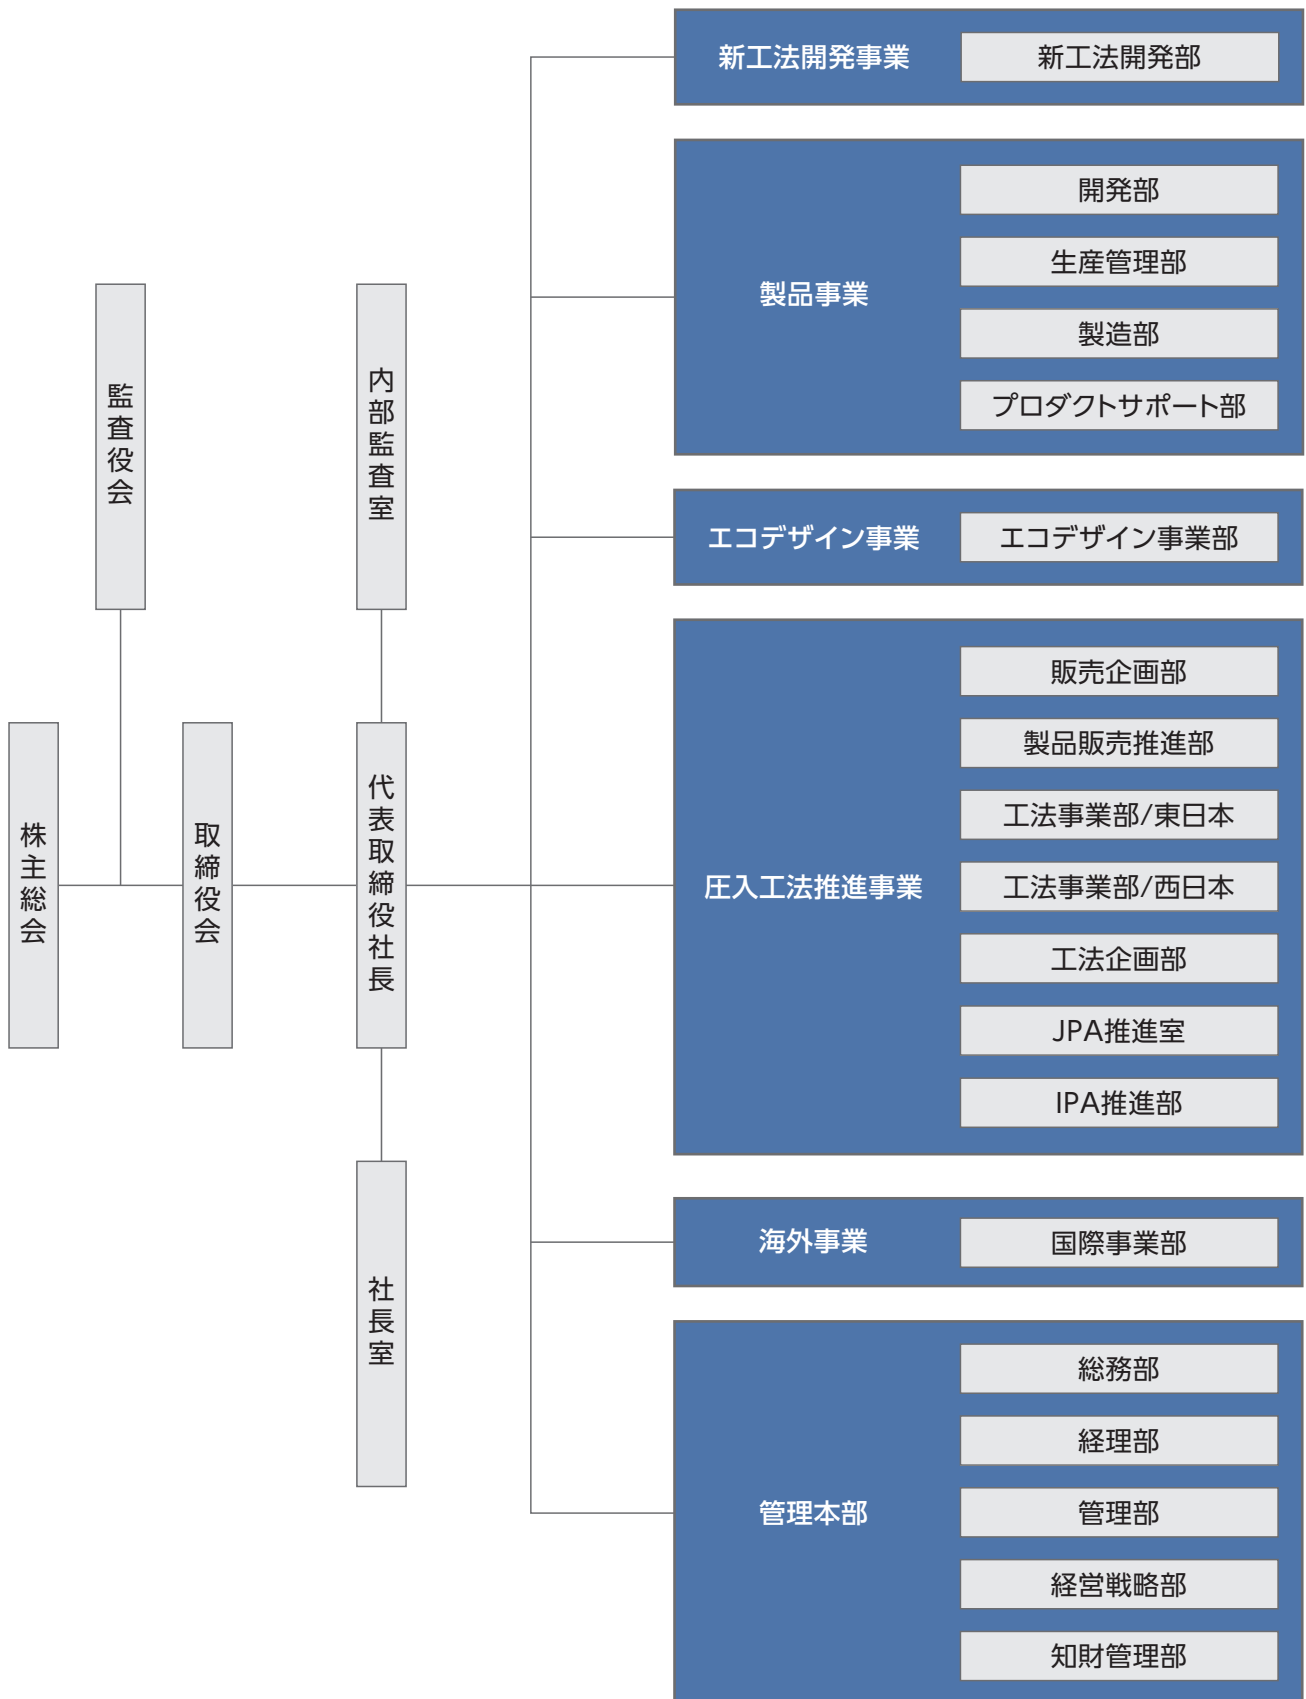 株主総会
監査役会
取締役会
内部監査室
代表取締役社長
社長室
新工法開発事業
新工法開発部
製品事業
開発部
生産管理部
製造部
プロダクトサポート部
エコデザイン事業
エコデザイン事業部
圧入工法推進事業
販売企画部
製品販売推進部
工法事業部/東日本
工法事業部/西日本
工法企画部
JPA推進室
IPA推進部
海外事業
国際事業部
管理本部
総務部
経理部
管理部
経営戦略部
知財管理部